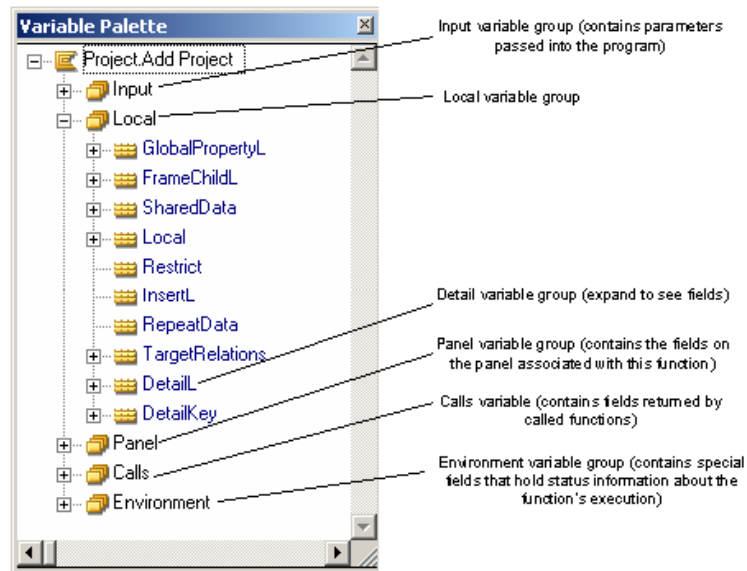 Variable Palette
Project.Add Project
Input
Local
GlobalPropertyL
FrameChildL
SharedData
Local
Restrict
InsertL
RepeatData
TargetRelations
DetailL
DetailKey
Panel
Calls
Environment
Input variable group (contains parameters
passed into the program)
Local variable group
Detail variable group (expand to see fields)
Panel variable group (contains the fields on
the panel associated with this function)
Calls variable (contains fields returned by
called functions)
Environment variable group (contains special
fields that hold status information about the
function's execution)